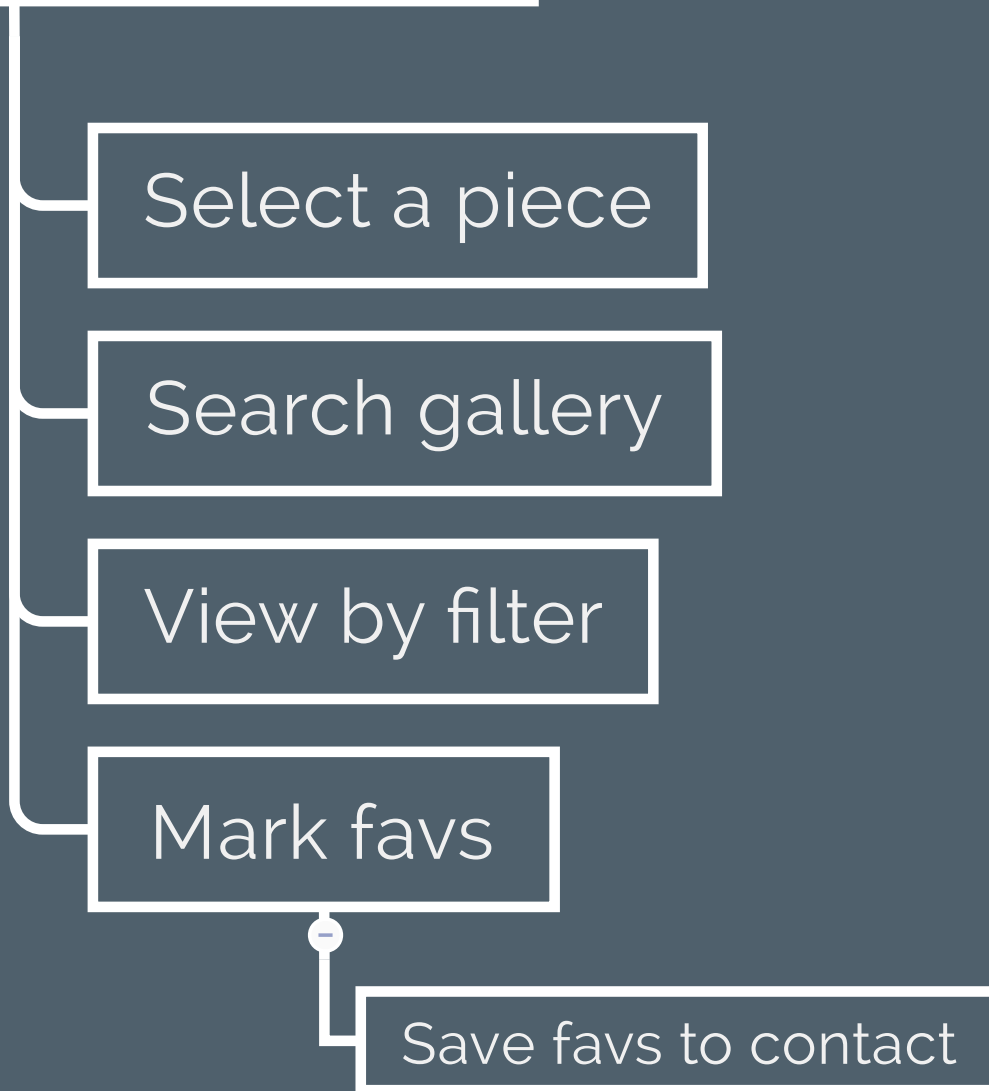 Select a piece
Search gallery
View by filter
Mark favs
Save favs to contact